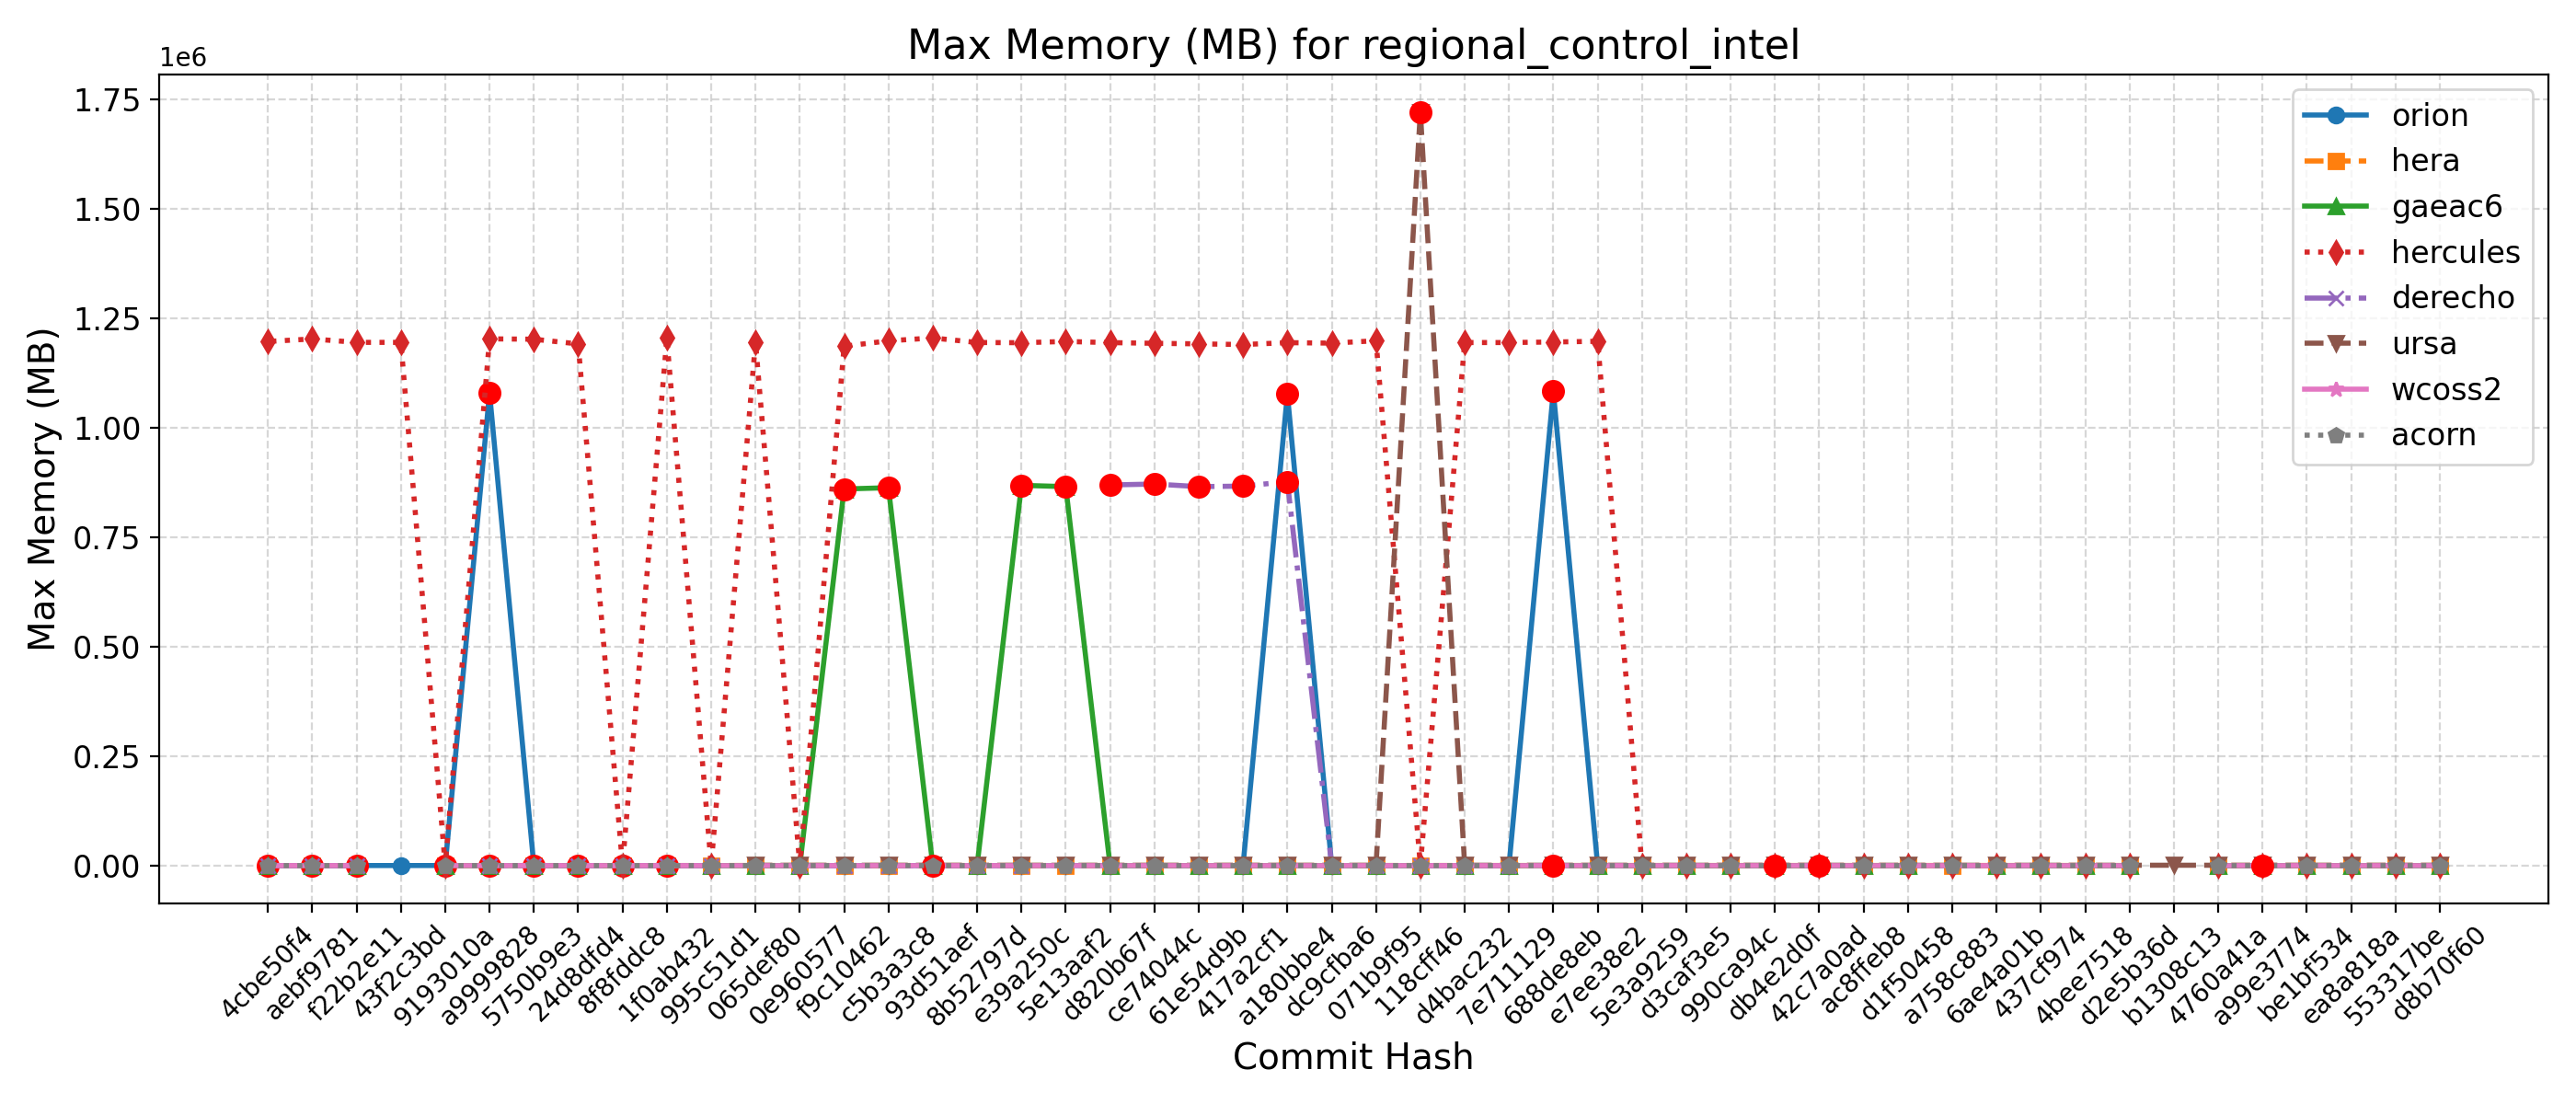 Max Memory (MB) for regional_control_intel
1e6
1.75
1.50
1.25
1.00
0.75
0.50
0.25
0.00
Max Memory (MB)
orion
hera
gaeac6
hercules
derecho
ursa
wcoss2
acorn
4cbe50f4
aebf9781
f22b2e11
43f2c3bd
9193010a
a9999828
5750b9e3
24d8dfd4
8f8fddc8
1f0ab432
995c51d1
065def80
0e960577
f9c10462
c5b3a3c8
93d51aef
8b52797d
e39a250c
5e13aaf2
d820b67f
ce74044c
61e54d9b
417a2cf1
a180bbe4
dc9cfba6
071b9f95
118cff46
d4bac232
7e711129
688de8eb
e7ee38e2
5e3a9259
d3caf3e5
990ca94c
db4e2d0f
42c7a0ad
ac8ffeb8
d1f50458
a758c883
6ae4a01b
437cf974
4bee7518
d2e5b36d
b1308c13
4760a41a
a99e3774
be1bf534
ea8a818a
553317be
d8b70f60
Commit Hash